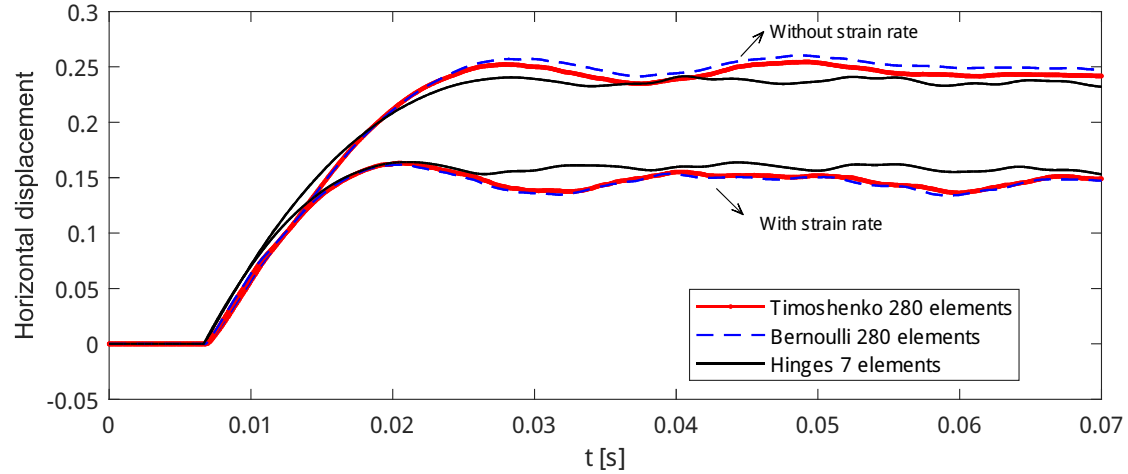 0.3
0.25
0.2
0.15
0.1
0.05
0
-0.05
Horizontal displacement
Without strain rate
With strain rate
Timoshenko 280 elements
Bernoulli 280 elements
Hinges 7 elements
0 0.01 0.02 0.03 0.04 0.05 0.06 0.07
t [s]